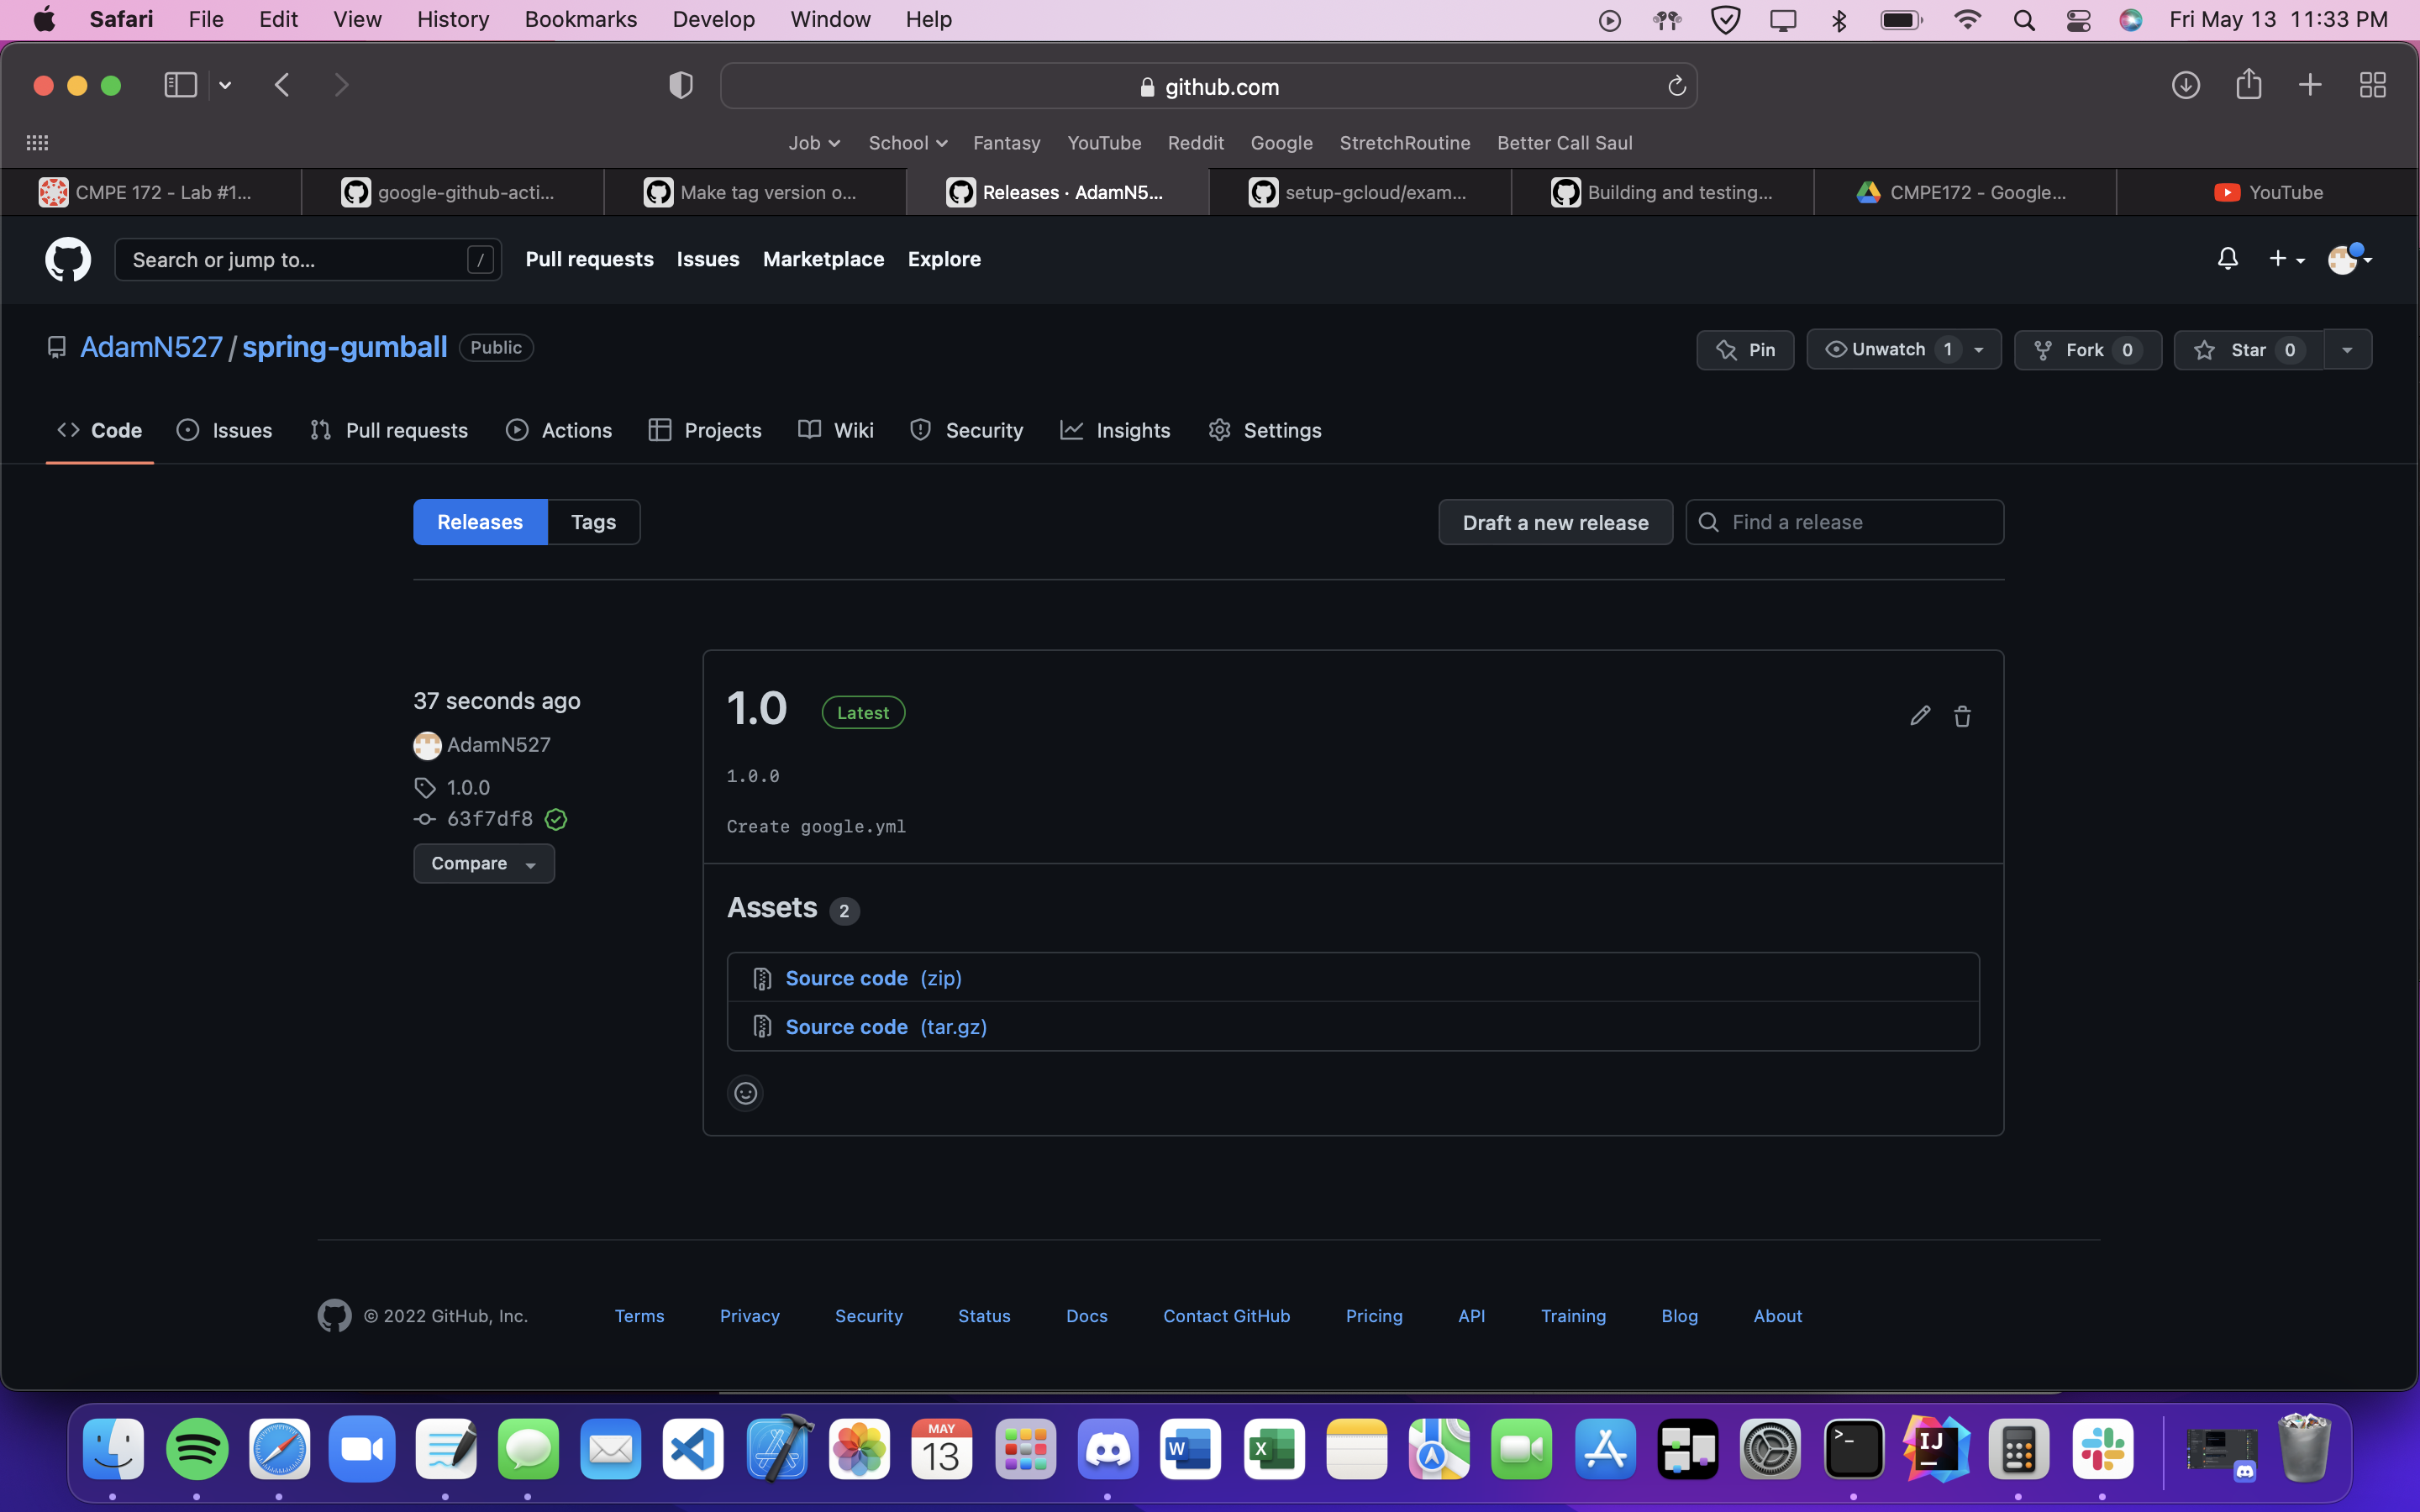 Safari File Edit View History Bookmarks Develop Window Help Fri May 13 11:33 PM
github.com
Job School Fantasy YouTube Reddit Google StretchRoutine Better Call Saul
CMPE 172 - Lab #1... google-github-acti... Make tag version o... Releases · AdamN5... setup-gcloud/exam... Building and testing... CMPE172 - Google... YouTube
Search or jump to... / Pull requests Issues Marketplace Explore
AdamN527 / spring-gumball Public Pin Unwatch 1 Fork 0 Star 0
Code Issues Pull requests Actions Projects Wiki Security Insights Settings
Releases Tags Draft a new release Find a release
37 seconds ago
AdamN527
1.0.0
63f7df8
Compare
1.0 Latest
1.0.0
Create google.yml
Assets 2
Source code (zip)
Source code (tar.gz)
© 2022 GitHub, Inc. Terms Privacy Security Status Docs Contact GitHub Pricing API Training Blog About
MAY
13
W
X
>_
IJ